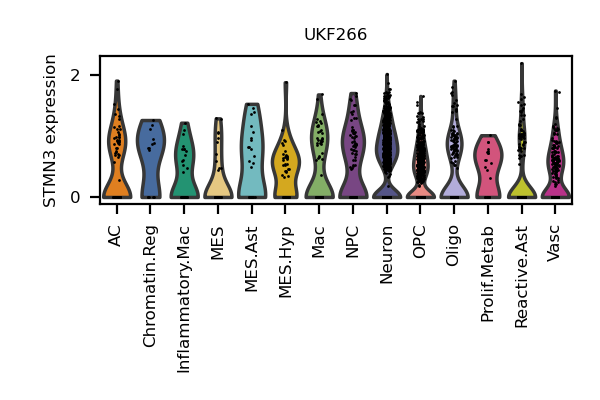 UKF266
STMN3 expression
2
0
AC
Chromatin.Reg
Inflammatory.Mac
MES
MES.Ast
MES.Hyp
Mac
NPC
Neuron
OPC
Oligo
Prolif.Metab
Reactive.Ast
Vasc